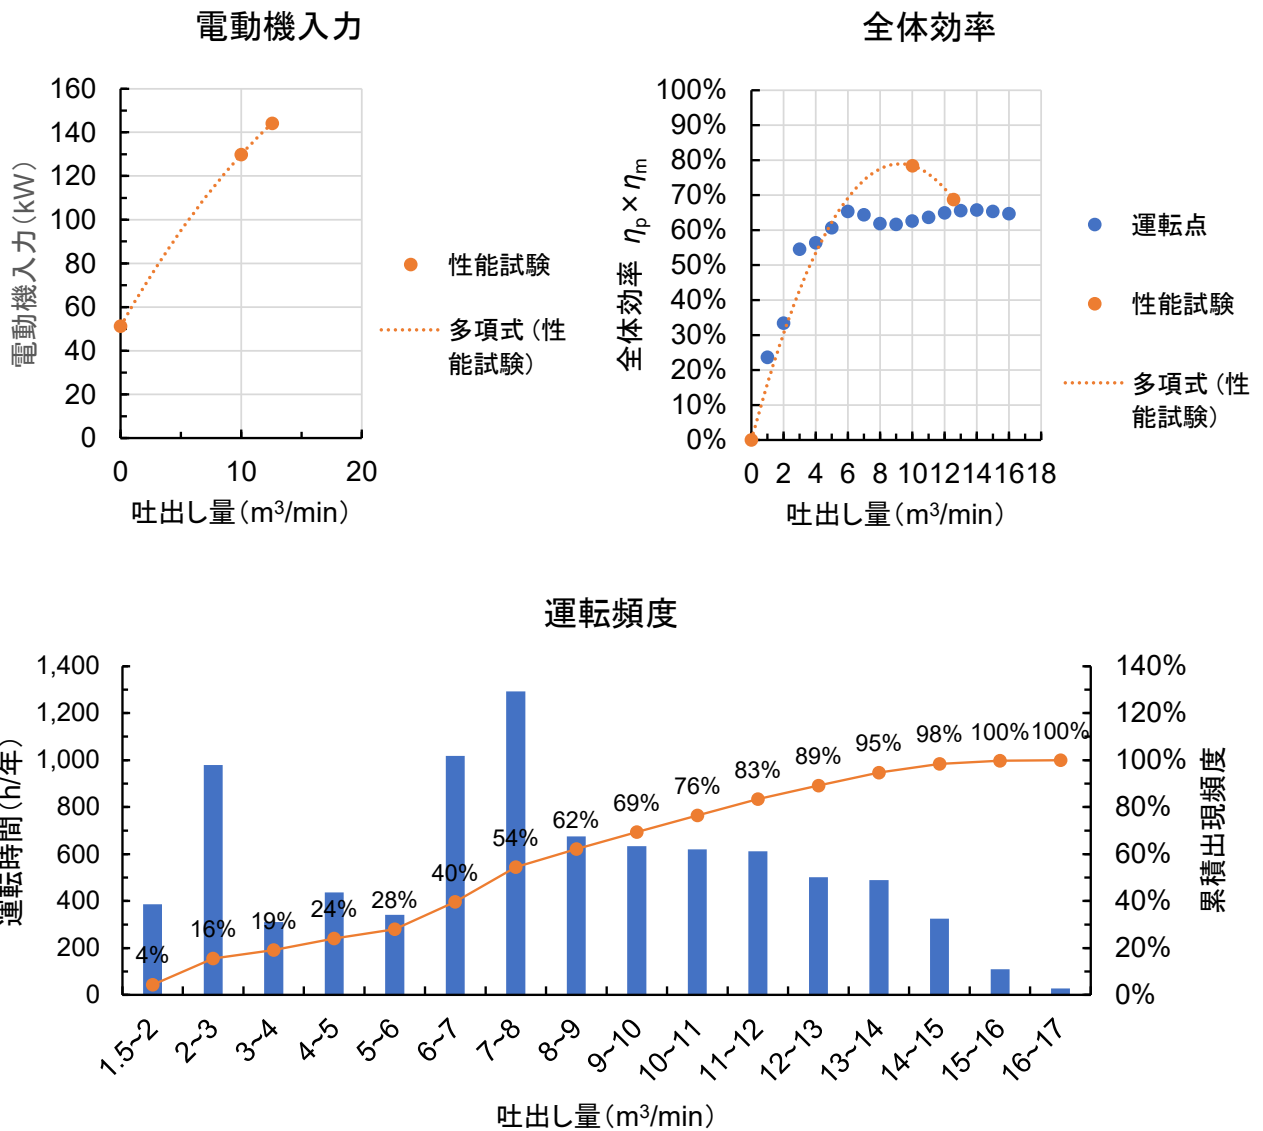 電動機入力
160
140
120
100
80
60
40
20
0
0 10 20
電動機入力(kW)
吐出し量(m³/min)
性能試験
多項式 (性
能試験)
全体効率
100%
90%
80%
70%
60%
50%
40%
30%
20%
10%
0%
0 2 4 6 8 10 12 14 16 18
全体効率 ηp×ηm
吐出し量(m³/min)
運転点
性能試験
多項式 (性
能試験)
運転頻度
1,400
1,200
1,000
800
600
400
200
0
運転時間(h/年)
4% 16% 19% 24% 28% 40% 54% 62% 69% 76% 83% 89% 95% 98% 100% 100%
140%
120%
100%
80%
60%
40%
20%
0%
累積出現頻度
1.5~2 2~3 3~4 4~5 5~6 6~7 7~8 8~9 9~10 10~11 11~12 12~13 13~14 14~15 15~16 16~17
吐出し量(m³/min)